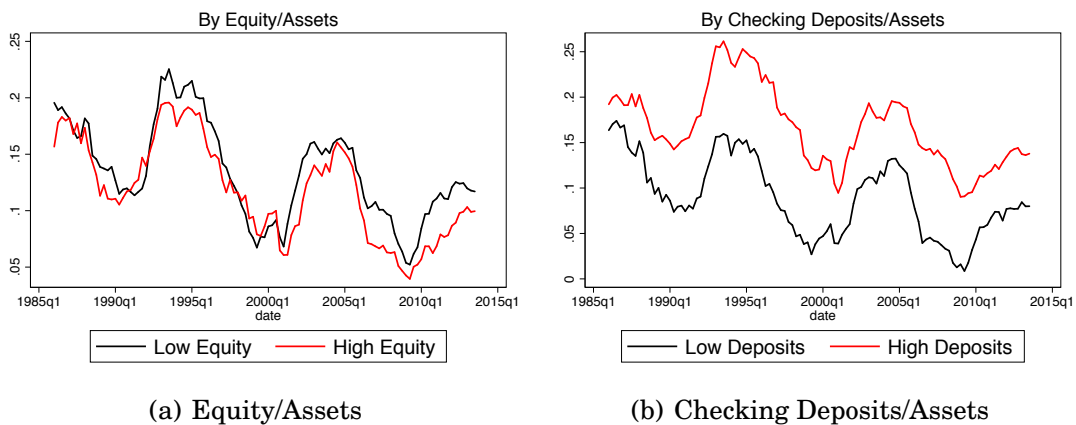 By Equity/Assets
.25
.2
.15
.1
.05
1985q1 1990q1 1995q1 2000q1 2005q1 2010q1 2015q1
date
Low Equity High Equity
(a) Equity/Assets
By Checking Deposits/Assets
.25
.2
.15
.1
.05
0
1985q1 1990q1 1995q1 2000q1 2005q1 2010q1 2015q1
date
Low Deposits High Deposits
(b) Checking Deposits/Assets